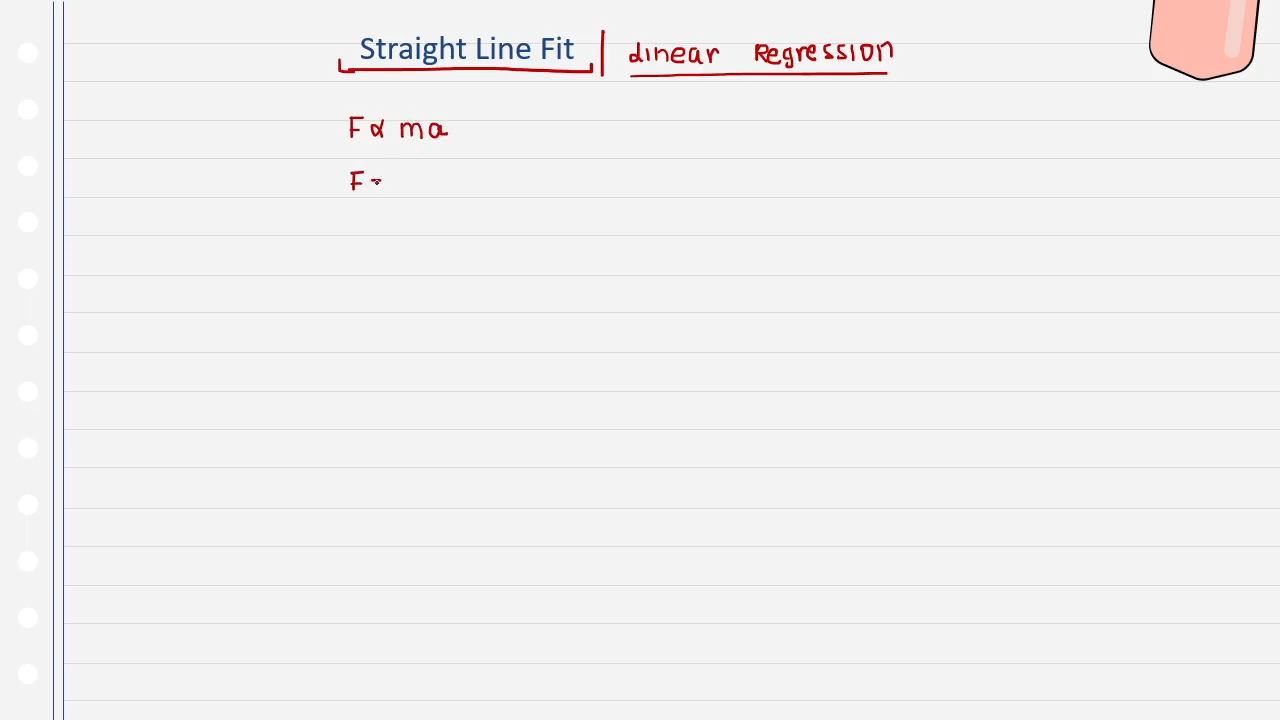 Straight Line Fit | Linear Regression
F ∝ ma
F